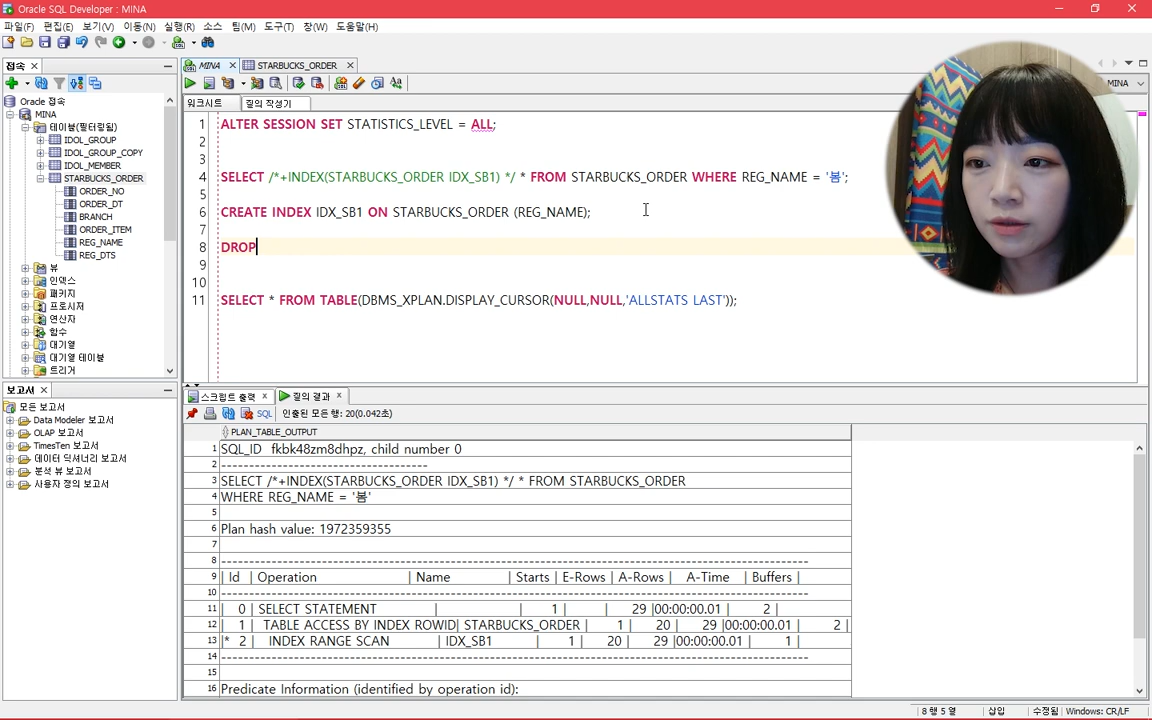 Oracle SQL Developer : MINA
파일(F) 편집(E) 보기(V) 이동(N) 실행(R) 소스 팀(M) 도구(T) 창(W) 도움말(H)
접속
Oracle 접속
MINA
테이블(필터링됨)
IDOL_GROUP
IDOL_GROUP_COPY
IDOL_MEMBER
STARBUCKS_ORDER
ORDER_NO
ORDER_DT
BRANCH
ORDER_ITEM
REG_NAME
REG_DTS
뷰
인덱스
패키지
프로시저
연산자
함수
대기열
대기열 테이블
트리거
보고서
모든 보고서
Data Modeler 보고서
OLAP 보고서
TimesTen 보고서
데이터 딕셔너리 보고서
분석 뷰 보고서
사용자 정의 보고서
MINA STARBUCKS_ORDER
MINA
워크시트 질의 작성기
1 ALTER SESSION SET STATISTICS_LEVEL = ALL;
2
3
4 SELECT /*+INDEX(STARBUCKS_ORDER IDX_SB1) */ * FROM STARBUCKS_ORDER WHERE REG_NAME = '봄';
5
6 CREATE INDEX IDX_SB1 ON STARBUCKS_ORDER (REG_NAME);
7
8 DROP
9
10
11 SELECT * FROM TABLE(DBMS_XPLAN.DISPLAY_CURSOR(NULL,NULL,'ALLSTATS LAST'));
스크립트 출력 질의 결과
SQL 인출된 모든 행: 20(0.042초)
PLAN_TABLE_OUTPUT
1 SQL_ID fkbk48zm8dhpz, child number 0
2 -------------------------------------
3 SELECT /*+INDEX(STARBUCKS_ORDER IDX_SB1) */ * FROM STARBUCKS_ORDER
4 WHERE REG_NAME = '봄'
5
6 Plan hash value: 1972359355
7
8 --------------------------------------------------------------------------------
9 | Id | Operation | Name | Starts | E-Rows | A-Rows | A-Time | Buffers |
10 --------------------------------------------------------------------------------
11 | 0 | SELECT STATEMENT | | 1 | | 29 |00:00:00.01 | 2 |
12 | 1 | TABLE ACCESS BY INDEX ROWID| STARBUCKS_ORDER | 1 | 20 | 29 |00:00:00.01 | 2 |
13 |* 2 | INDEX RANGE SCAN | IDX_SB1 | 1 | 20 | 29 |00:00:00.01 | 1 |
14 --------------------------------------------------------------------------------
15
16 Predicate Information (identified by operation id):
8 행 5 열 삽입 수정됨 Windows: CR/LF